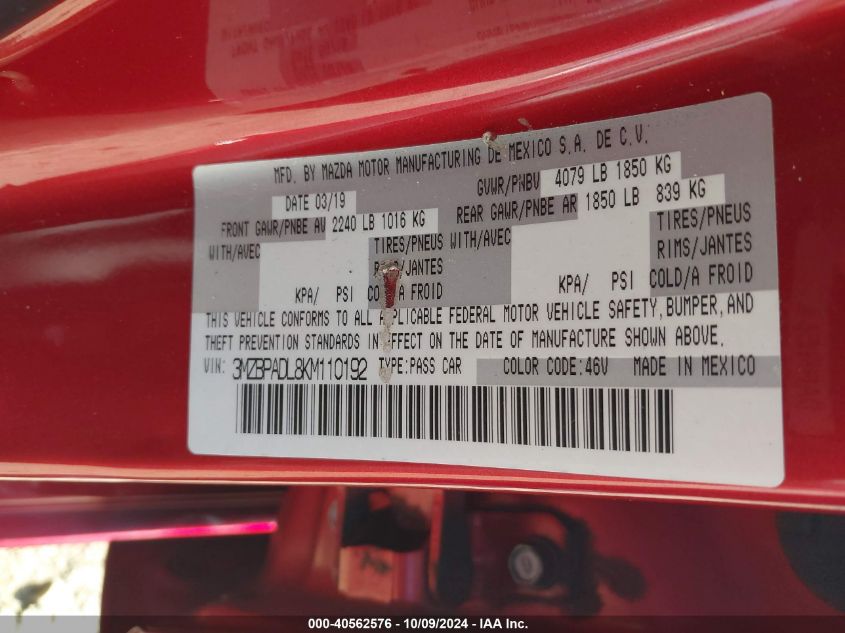 MFD. BY MAZDA MOTOR MANUFACTURING DE MEXICO S.A. DE C.V.
DATE 03/19 GVWR/PNBV 4079 LB 1850 KG
FRONT GAWR/PNBE AV 2240 LB 1016 KG REAR GAWR/PNBE AR 1850 LB 839 KG
WITH/AVEC TIRES/PNEUS WITH/AVEC TIRES/PNEUS
JANTES RIMS/JANTES
KPA/ PSI A FROID KPA/ PSI COLD/A FROID
THIS VEHICLE CONFORMS TO ALL APPLICABLE FEDERAL MOTOR VEHICLE SAFETY, BUMPER, AND
THEFT PREVENTION STANDARDS IN EFFECT ON THE DATE OF MANUFACTURE SHOWN ABOVE.
VIN: 3MZBPADL8KM110192 TYPE:PASS CAR COLOR CODE:46V MADE IN MEXICO
000-40562576 - 10/09/2024 - IAA Inc.